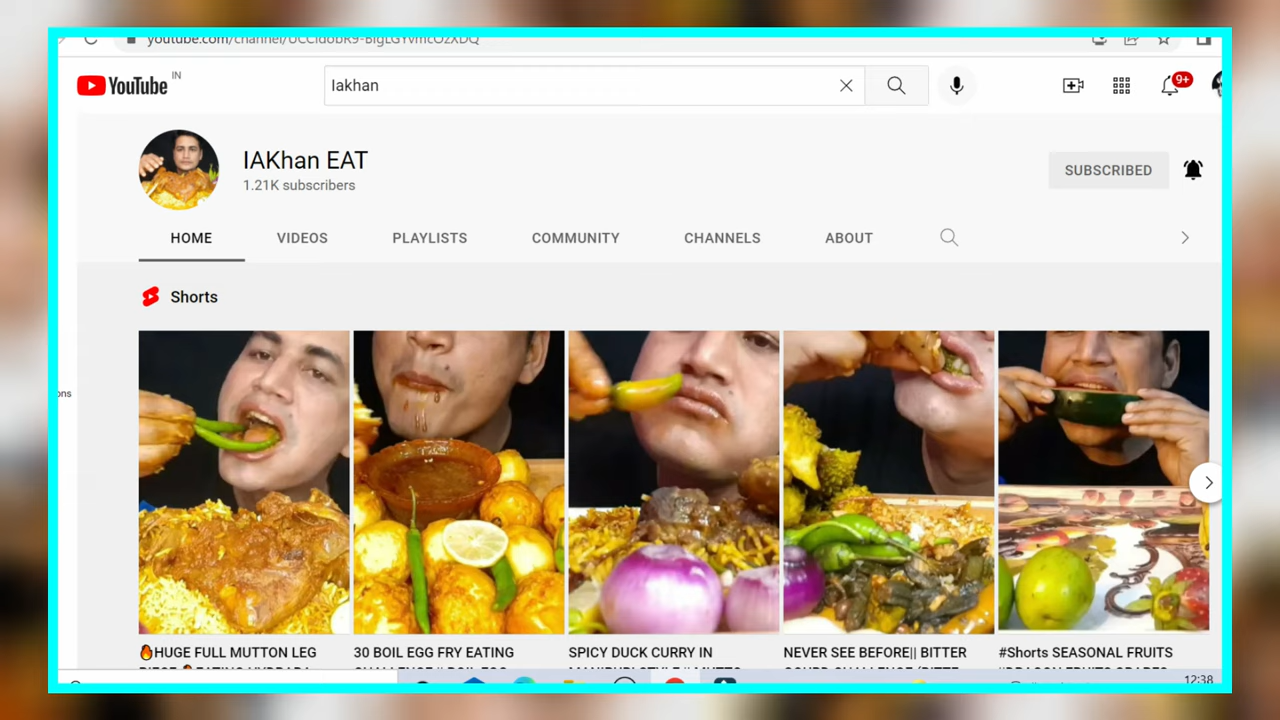 YouTube IN
Iakhan
9+
IAKhan EAT
1.21K subscribers
SUBSCRIBED
HOME VIDEOS PLAYLISTS COMMUNITY CHANNELS ABOUT
Shorts
ons
🔥HUGE FULL MUTTON LEG
30 BOIL EGG FRY EATING
SPICY DUCK CURRY IN
NEVER SEE BEFORE|| BITTER
#Shorts SEASONAL FRUITS
12:38